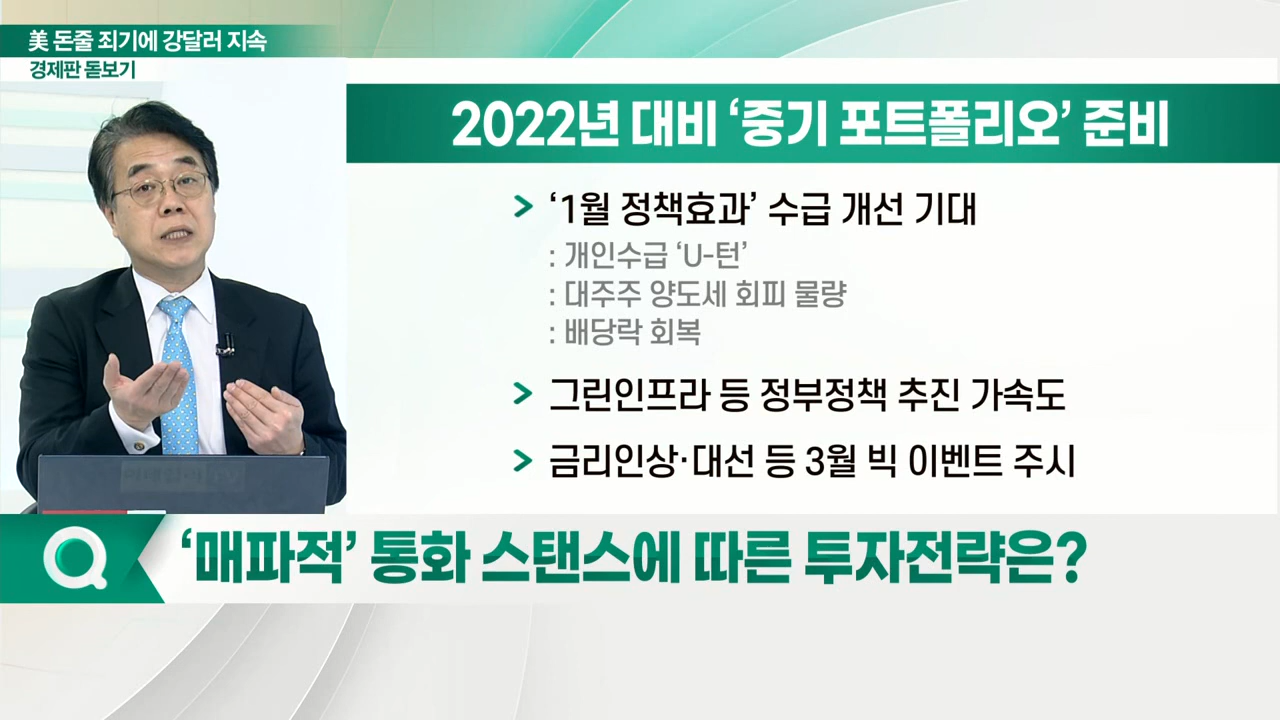 美 돈줄 죄기에 강달러 지속
경제판 돋보기
2022년 대비 ‘중기 포트폴리오’ 준비
‘1월 정책효과’ 수급 개선 기대
: 개인수급 ‘U-턴’
: 대주주 양도세 회피 물량
: 배당락 회복
그린인프라 등 정부정책 추진 가속도
금리인상·대선 등 3월 빅 이벤트 주시
Q ‘매파적’ 통화 스탠스에 따른 투자전략은?